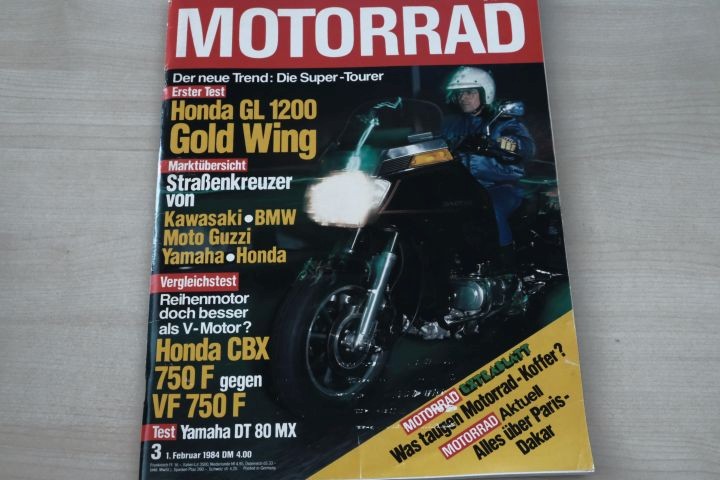 MOTORRAD
Der neue Trend: Die Super-Tourer
Erster Test
Honda GL 1200
Gold Wing
Marktübersicht
Straßenkreuzer
von
Kawasaki•BMW
Moto Guzzi
Yamaha•Honda
Vergleichstest
Reihenmotor
doch besser
als V-Motor?
Honda CBX
750 F gegen
VF 750 F
Test Yamaha DT 80 MX
3 1. Februar 1984 DM 4.00
MOTORRAD EXTRABLATT
Was taugen Motorrad-Koffer?
MOTORRAD Aktuell
Alles über Paris-
Dakar